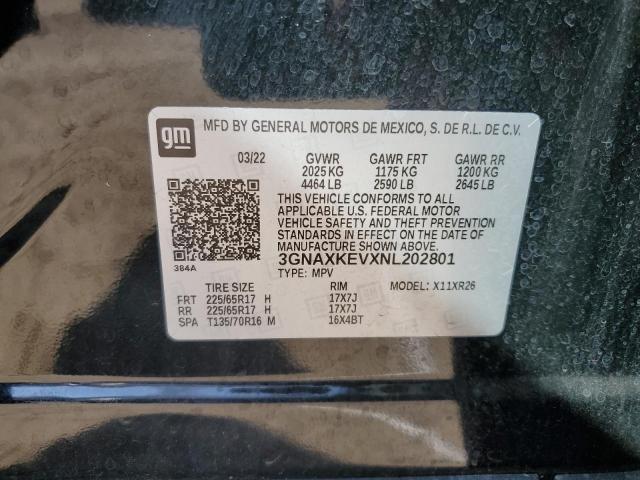 gm
MFD BY GENERAL MOTORS DE MEXICO, S. DE R.L. DE C.V.
03/22 GVWR GAWR FRT GAWR RR
2025 KG 1175 KG 1200 KG
4464 LB 2590 LB 2645 LB
THIS VEHICLE CONFORMS TO ALL
APPLICABLE U.S. FEDERAL MOTOR
VEHICLE SAFETY AND THEFT PREVENTION
STANDARDS IN EFFECT ON THE DATE OF
MANUFACTURE SHOWN ABOVE.
3GNAXKEVXNL202801
384A
TYPE: MPV
TIRE SIZE RIM MODEL: X11XR26
FRT 225/65R17 H 17X7J
RR 225/65R17 H 17X7J
SPA T135/70R16 M 16X4BT